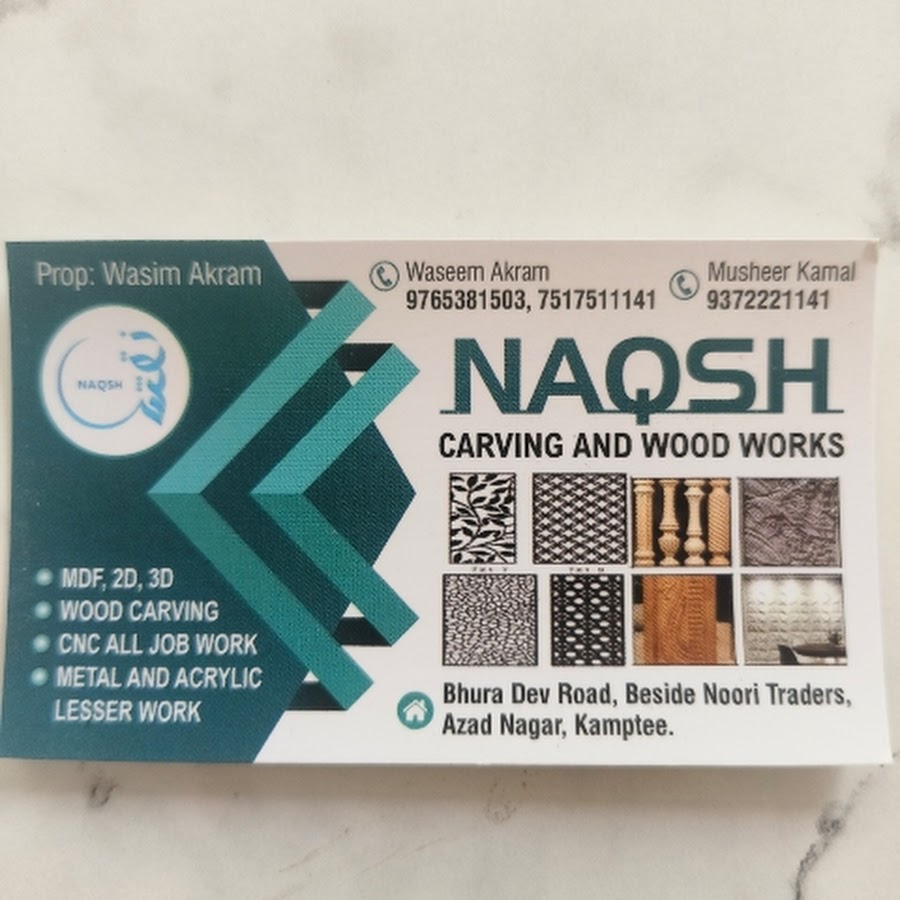 Prop: Wasim Akram
NAQSH
نقش
MDF, 2D, 3D
WOOD CARVING
CNC ALL JOB WORK
METAL AND ACRYLIC
LESSER WORK
Waseem Akram
9765381503, 7517511141
Musheer Kamal
9372221141
NAQSH
CARVING AND WOOD WORKS
Bhura Dev Road, Beside Noori Traders,
Azad Nagar, Kamptee.